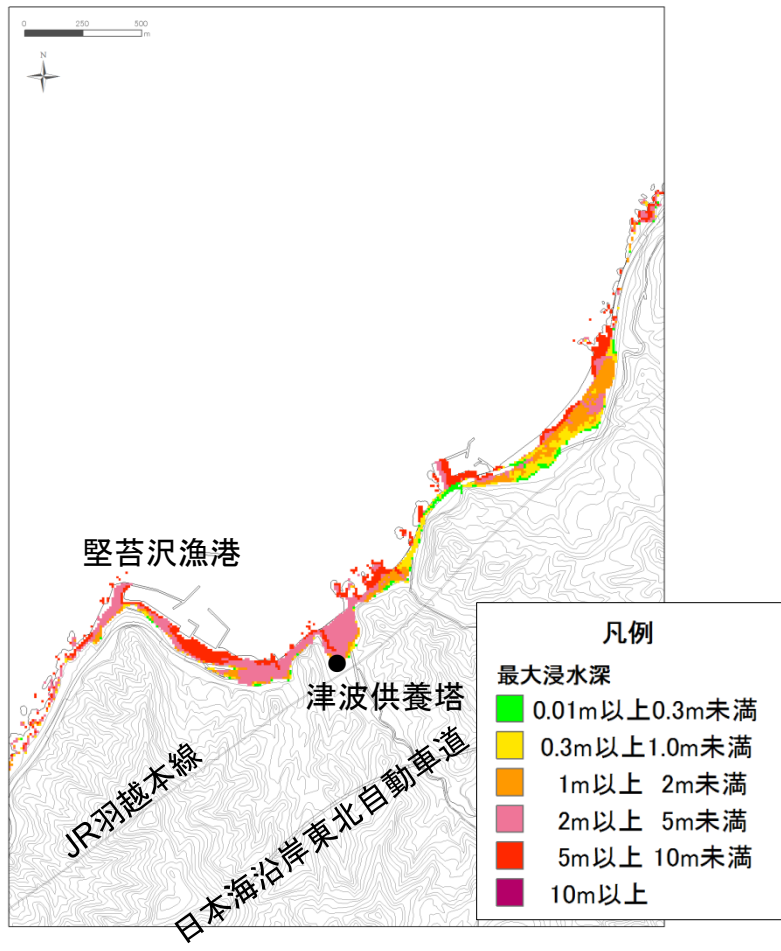 0 250 500
m
N
堅苔沢漁港
津波供養塔
JR羽越本線
日本海沿岸東北自動車道
凡例
最大浸水深
0.01m以上0.3m未満
0.3m以上1.0m未満
1m以上 2m未満
2m以上 5m未満
5m以上 10m未満
10m以上